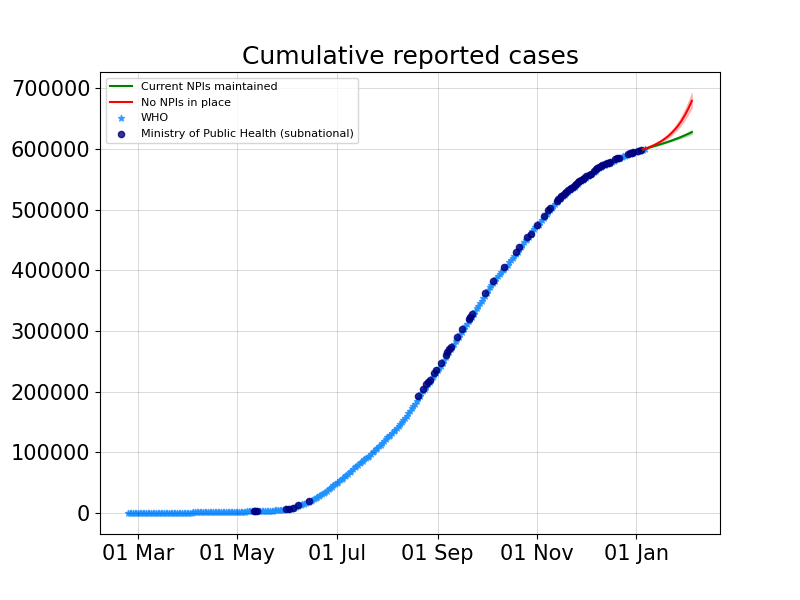 Cumulative reported cases
700000
600000
500000
400000
300000
200000
100000
0
Current NPIs maintained
No NPIs in place
WHO
Ministry of Public Health (subnational)
01 Mar 01 May 01 Jul 01 Sep 01 Nov 01 Jan